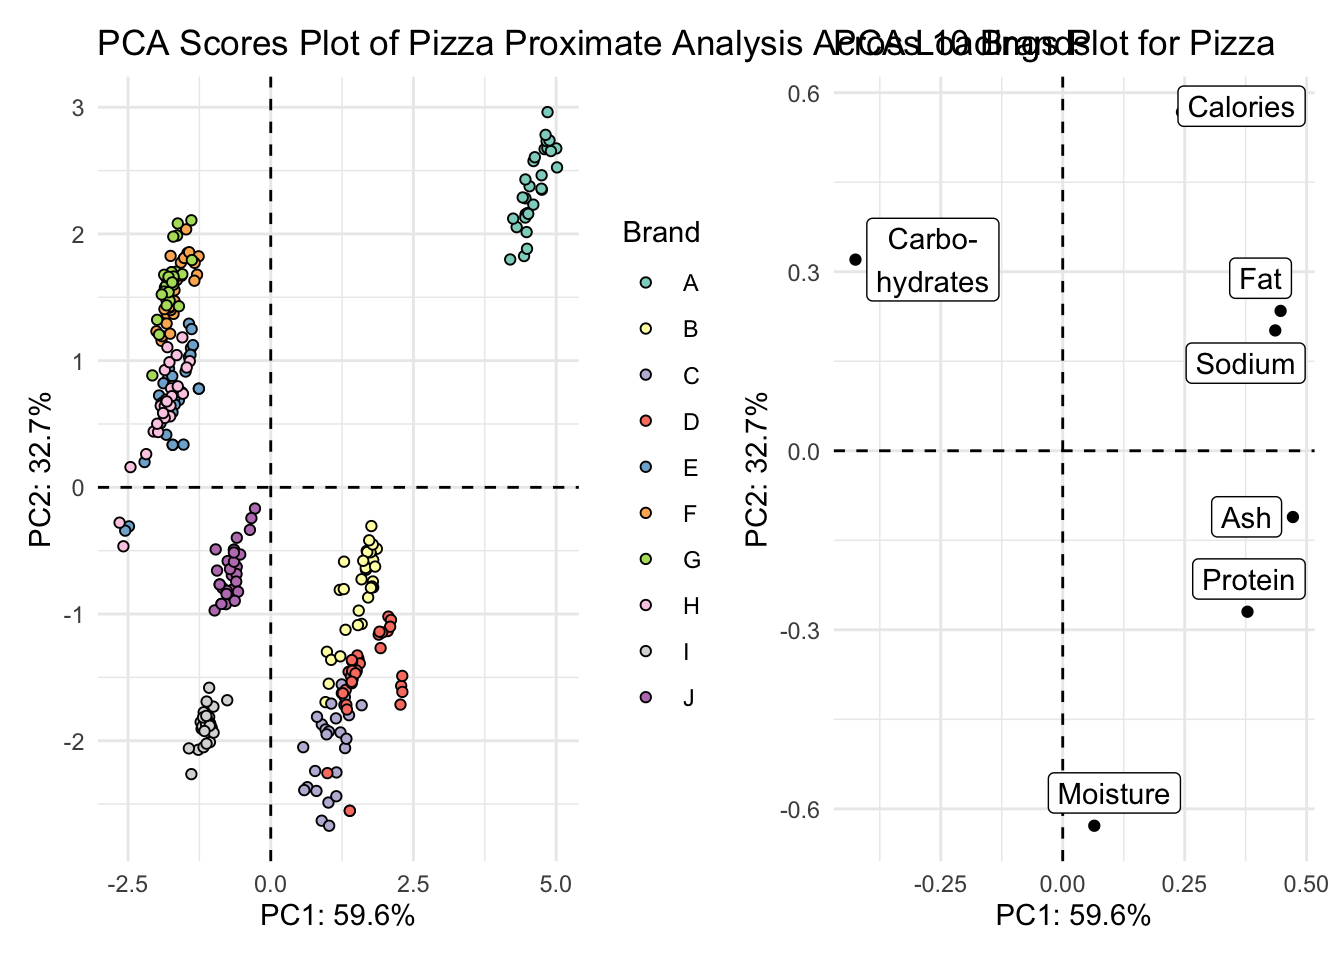 PCA Scores Plot of Pizza Proximate Analysis Across 10 Brands
PCA Loadings Plot for Pizza
3
2
1
0
-1
-2
PC2: 32.7%
-2.5
0.0
2.5
5.0
PC1: 59.6%
Brand
A
B
C
D
E
F
G
H
I
J
0.6
0.3
0.0
-0.3
-0.6
PC2: 32.7%
Calories
Carbo-
hydrates
Fat
Sodium
Ash
Protein
Moisture
-0.25
0.00
0.25
0.50
PC1: 59.6%